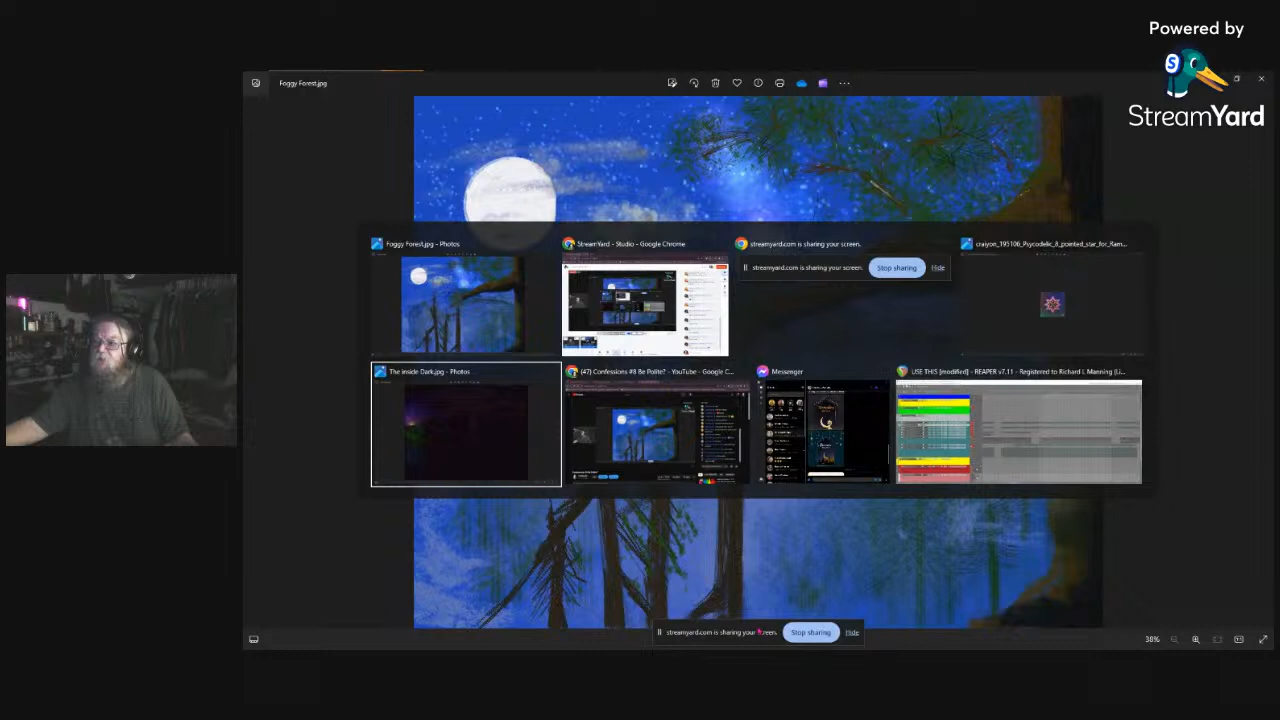 Powered by
StreamYard
Foggy Forest.jpg
Foggy Forest.jpg - Photos
StreamYard - Studio - Google Chrome
streamyard.com is sharing your screen.
craiyon_195106_Psycodelic_8_pointed_star_for_Ram...
streamyard.com is sharing your screen.
Stop sharing
Hide
The inside Dark.jpg - Photos
(47) Confessions #8 Be Polite? - YouTube - Google C...
Messenger
USE THIS [modified] - REAPER v7.11 - Registered to Richard L Manning (Li...
streamyard.com is sharing your screen.
Stop sharing
Hide
38%